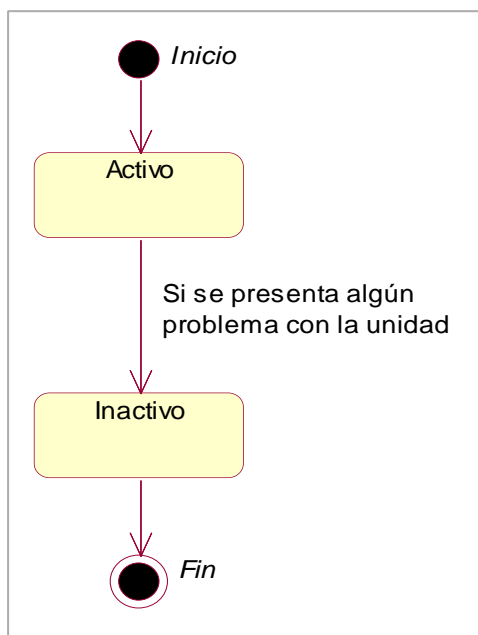 Inicio
Activo
Si se presenta algún
problema con la unidad
Inactivo
Fin